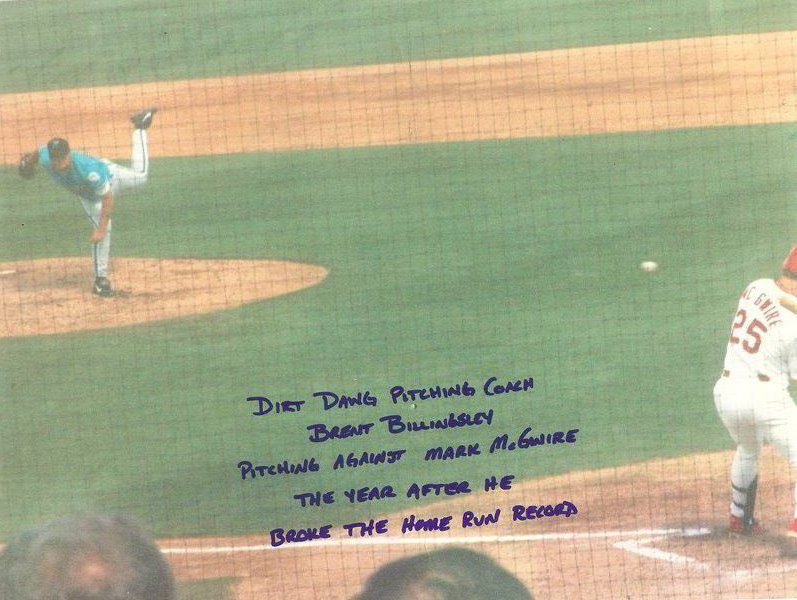 McGWIRE
25
DIRT DAWG PITCHING COACH
BRENT BILLINGSLEY
PITCHING AGAINST MARK McGWIRE
THE YEAR AFTER HE
BROKE THE HOME RUN RECORD